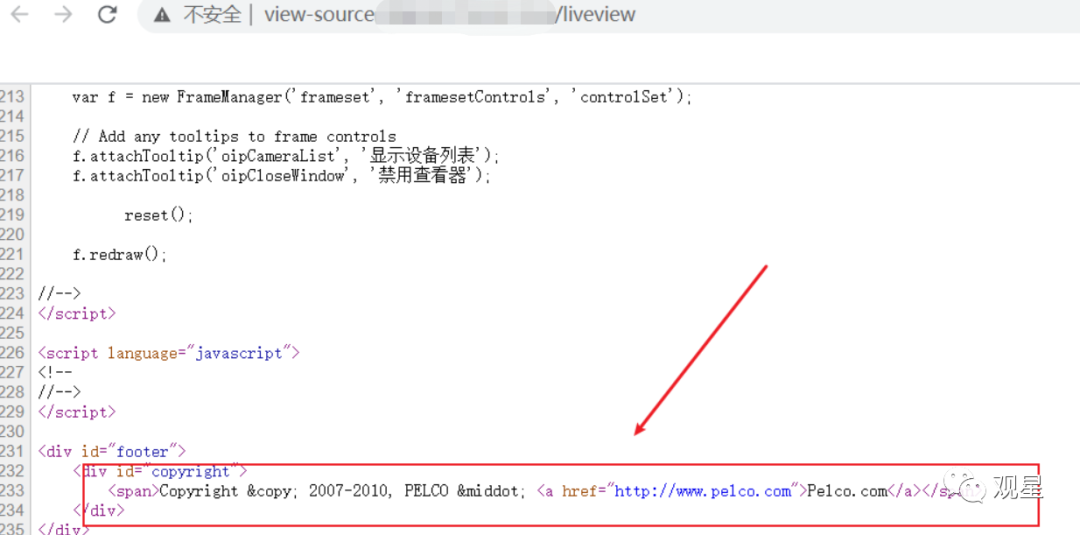 不安全 | view-source /liveview
213 var f = new FrameManager('frameset', 'framesetControls', 'controlSet');
214
215 // Add any tooltips to frame controls
216 f.attachTooltip('oipCameraList', '显示设备列表');
217 f.attachTooltip('oipCloseWindow', '禁用查看器');
218
219 reset();
220
221 f.redraw();
222
223 //-->
224 </script>
225
226 <script language="javascript">
227 <!--
228 //-->
229 </script>
230
231 <div id="footer">
232 <div id="copyright">
233 <span>Copyright &copy; 2007-2010, PELCO &middot; <a href="http://www.pelco.com">Pelco.com</a></span>
234 </div>
235 </div>
观星